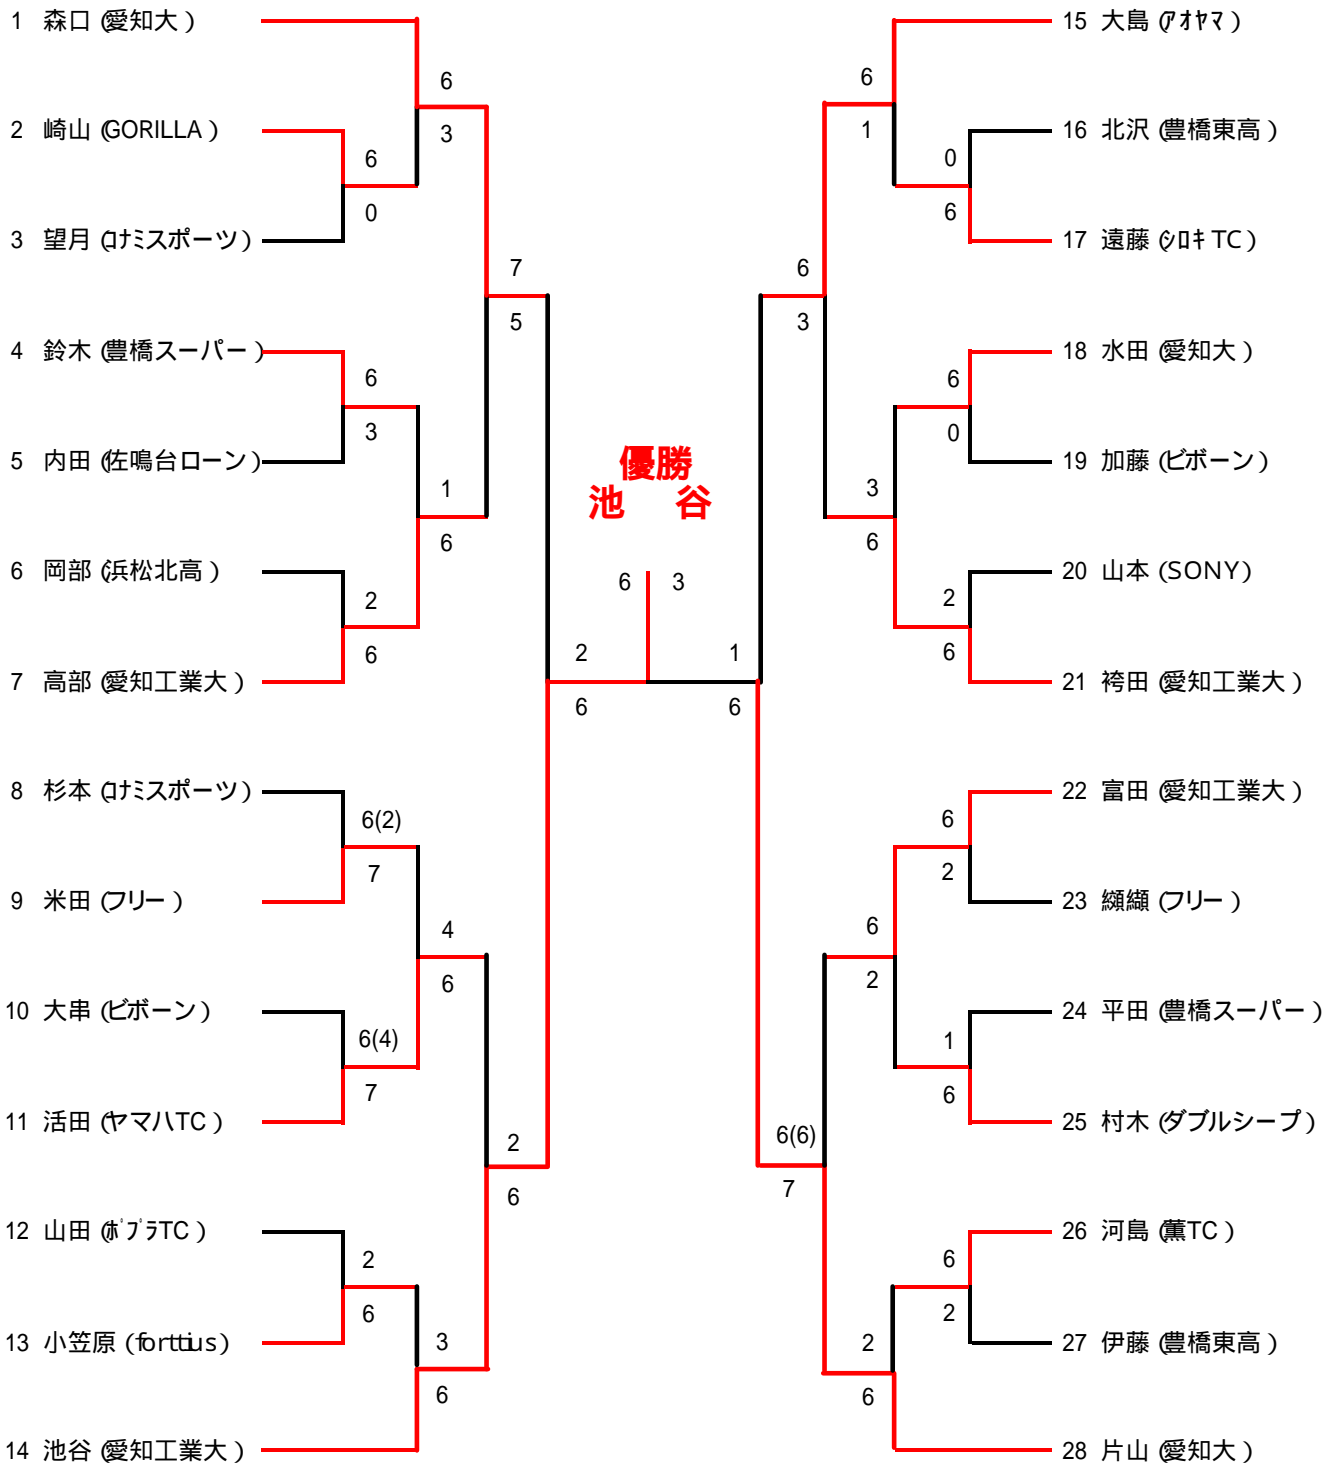 1 森口 (愛知大)
2 崎山 (GORILLA)
3 望月 (コナミスポーツ)
4 鈴木 (豊橋スーパー)
5 内田 (佐鳴台ローン)
6 岡部 (浜松北高)
7 高部 (愛知工業大)
8 杉本 (コナミスポーツ)
9 米田 (フリー)
10 大串 (ビボーン)
11 活田 (ヤマハTC)
12 山田 (ポプラTC)
13 小笠原 (forttius)
14 池谷 (愛知工業大)
6
3
6
0
7
5
6
3
1
6
2
6
6(2)
7
4
6
6(4)
7
2
6
2
6
3
6
優勝
池 谷
6 3
2
6
1
6
6
1
0
6
6
3
6
0
3
6
2
6
6
2
6
2
1
6
6(6)
7
6
2
2
6
15 大島 (アオヤマ)
16 北沢 (豊橋東高)
17 遠藤 (シロキTC)
18 水田 (愛知大)
19 加藤 (ビボーン)
20 山本 (SONY)
21 袴田 (愛知工業大)
22 富田 (愛知工業大)
23 纐纈 (フリー)
24 平田 (豊橋スーパー)
25 村木 (ダブルシープ)
26 河島 (薫TC)
27 伊藤 (豊橋東高)
28 片山 (愛知大)